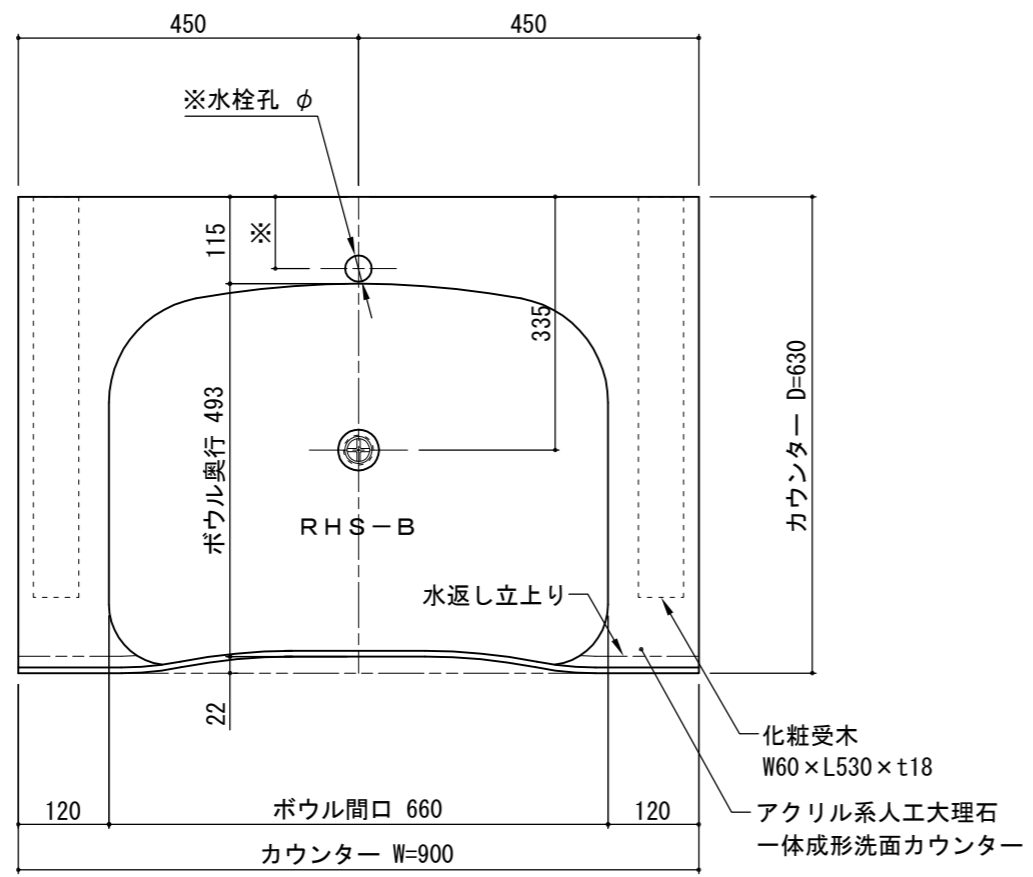 450
450
※水栓孔 φ
115
※
335
カウンター D=630
ボウル奥行 493
RHS-B
水返し立上り
22
化粧受木
W60×L530×t18
120
ボウル間口 660
120
アクリル系人工大理石
一体成形洗面カウンター
カウンター W=900